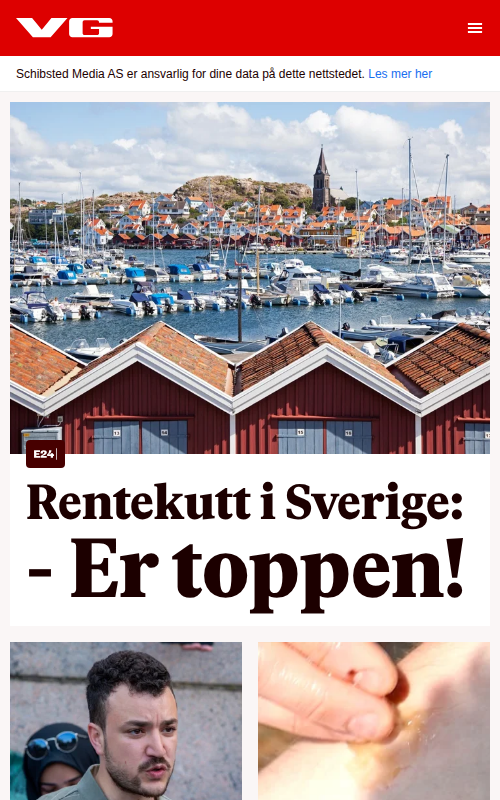 VG
Schibsted Media AS er ansvarlig for dine data på dette nettstedet. Les mer her
E24
Rentekutt i Sverige:
- Er toppen!